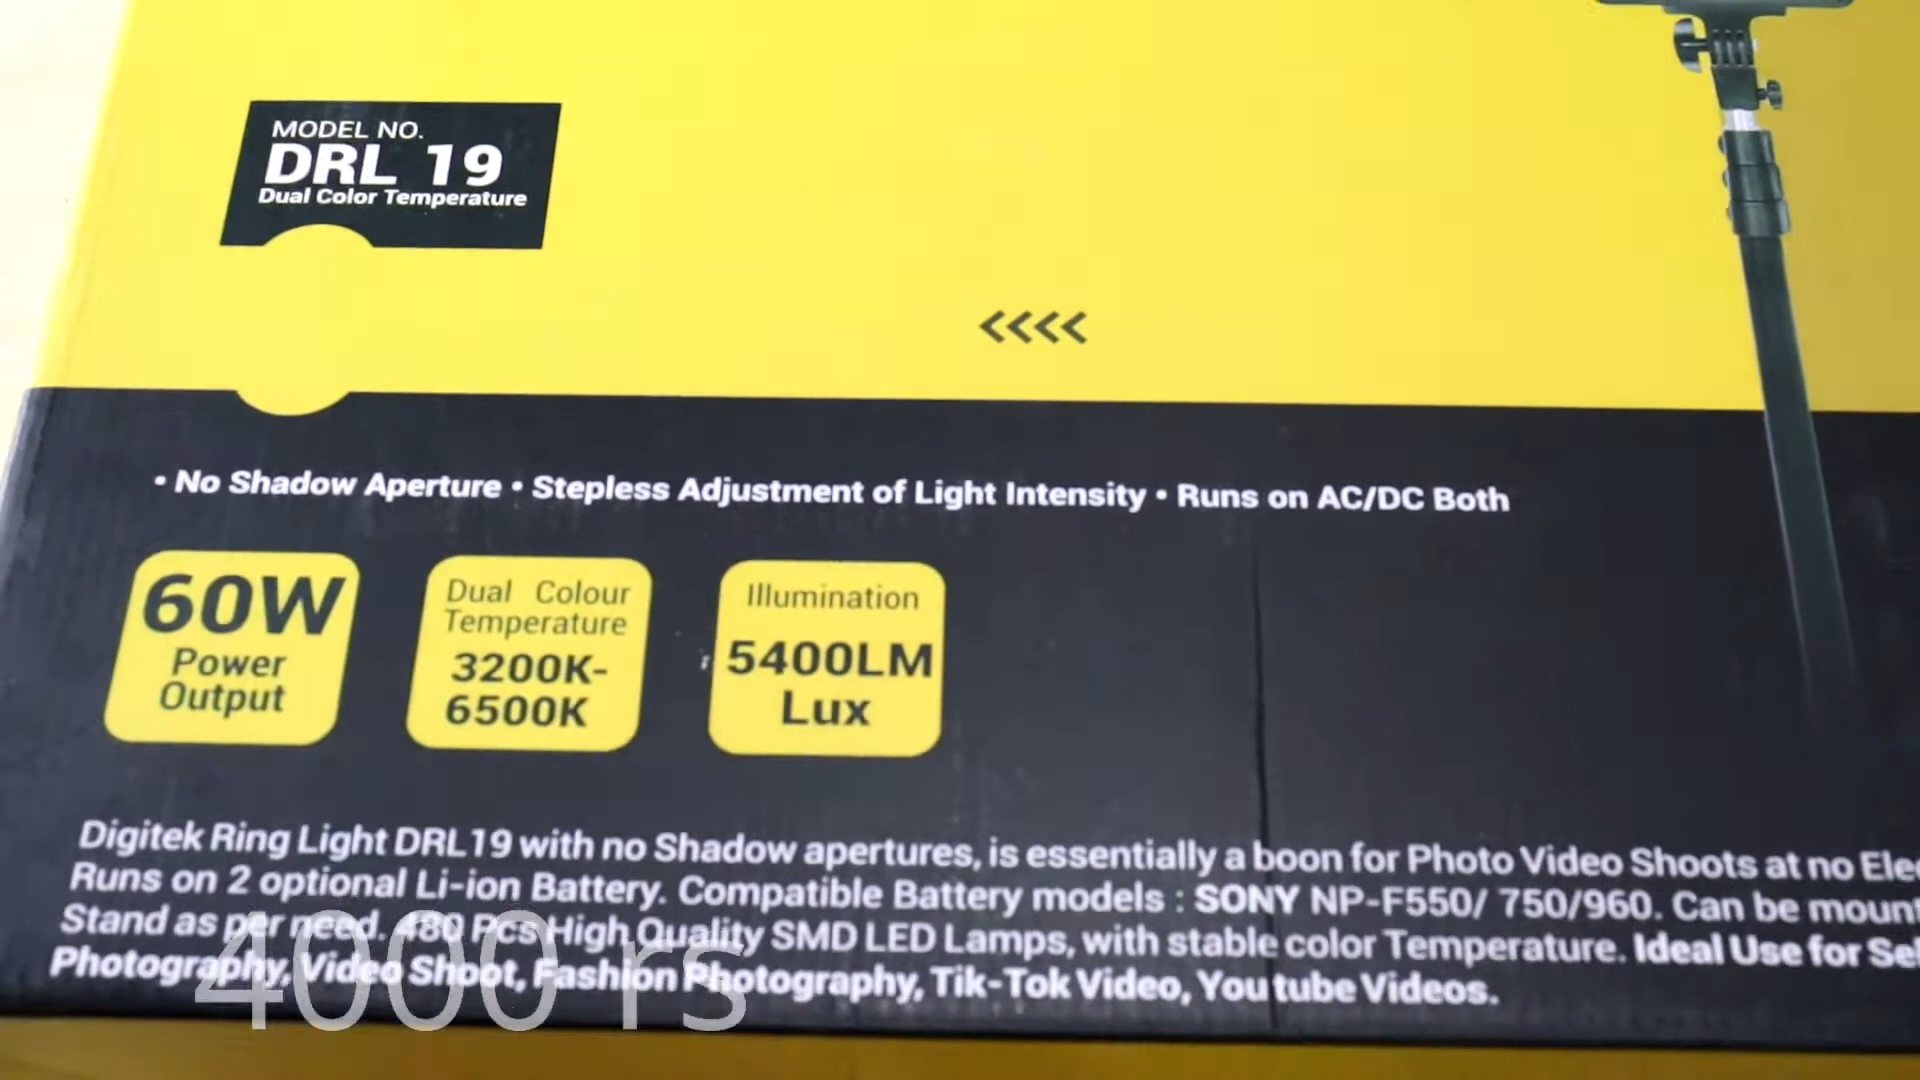 MODEL NO.
DRL 19
Dual Color Temperature
<<<<
• No Shadow Aperture • Stepless Adjustment of Light Intensity • Runs on AC/DC Both
60W
Power
Output
Dual Colour
Temperature
3200K-
6500K
Illumination
5400LM
Lux
Digitek Ring Light DRL19 with no Shadow apertures, is essentially a boon for Photo Video Shoots at no
Runs on 2 optional Li-ion Battery. Compatible Battery models : SONY NP-F550/ 750/960. Can be
Stand as per need. 480 Pcs High Quality SMD LED Lamps, with stable color Temperature. Ideal Use for
Photography, Video Shoot, Fashion Photography, Tik-Tok Video, Youtube Videos.
4000 rs